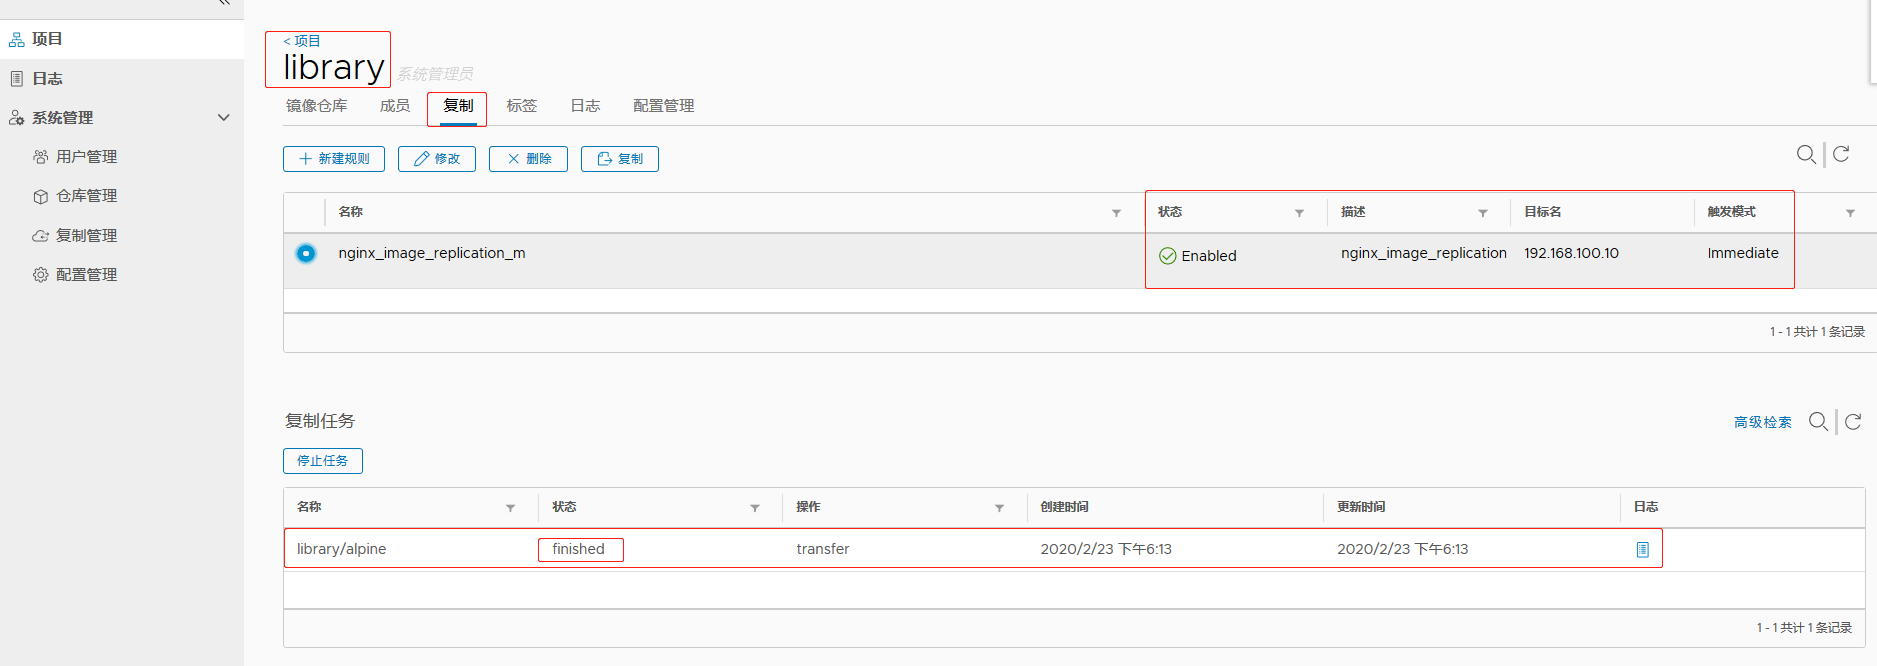 项目
日志
系统管理
用户管理
仓库管理
复制管理
配置管理
< 项目
library 系统管理员
镜像仓库 成员 复制 标签 日志 配置管理
新建规则 修改 删除 复制
名称 状态 描述 目标名 触发模式
nginx_image_replication_m Enabled nginx_image_replication 192.168.100.10 Immediate
1 - 1 共计 1 条记录
复制任务
高级检索
停止任务
名称 状态 操作 创建时间 更新时间 日志
library/alpine finished transfer 2020/2/23 下午6:13 2020/2/23 下午6:13
1 - 1 共计 1 条记录